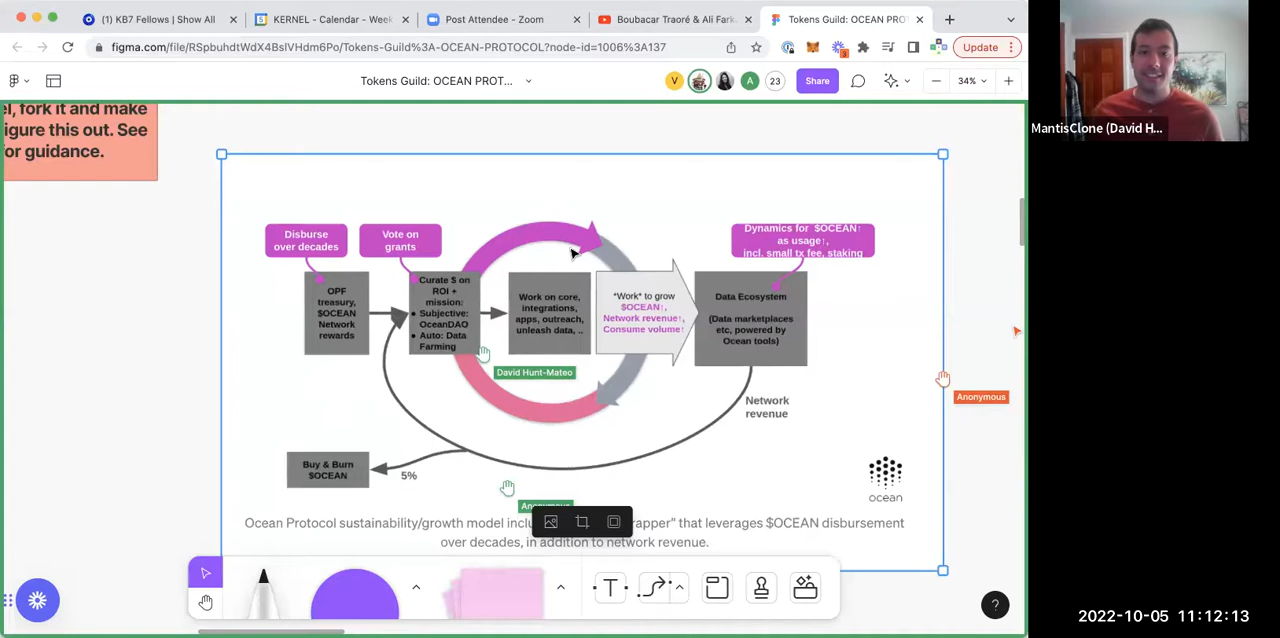 (1) KB7 Fellows | Show All
KERNEL - Calendar - Week
Post Attendee - Zoom
Boubacar Traoré & Ali Fark
Tokens Guild: OCEAN PRO
figma.com/file/RSpbuhdtWdX4BslVHdm6Po/Tokens-Guild%3A-OCEAN-PROTOCOL?node-id=1006%3A137
3
Update
Tokens Guild: OCEAN PROT...
V
A
23
Share
34%
MantisClone (David H...
el, fork it and make
figure this out. See
for guidance.
Disburse
over decades
Vote on
grants
Dynamics for $OCEAN↑
as usage↑,
incl. small tx fee, staking
OPF
treasury,
$OCEAN
Network
rewards
Curate $ on
ROI +
mission:
• Subjective:
OceanDAO
• Auto: Data
Farming
Work on core,
integrations,
apps, outreach,
unleash data, ..
*Work* to grow
$OCEAN↑,
Network revenue↑,
Consume volume↑
Data Ecosystem
(Data marketplaces
etc, powered by
Ocean tools)
David Hunt-Mateo
Anonymous
Network
revenue
Buy & Burn
$OCEAN
5%
ocean
Ocean Protocol sustainability/growth model rapper" that leverages $OCEAN disbursement
over decades, in addition to network revenue.
T
?
2022-10-05 11:12:13